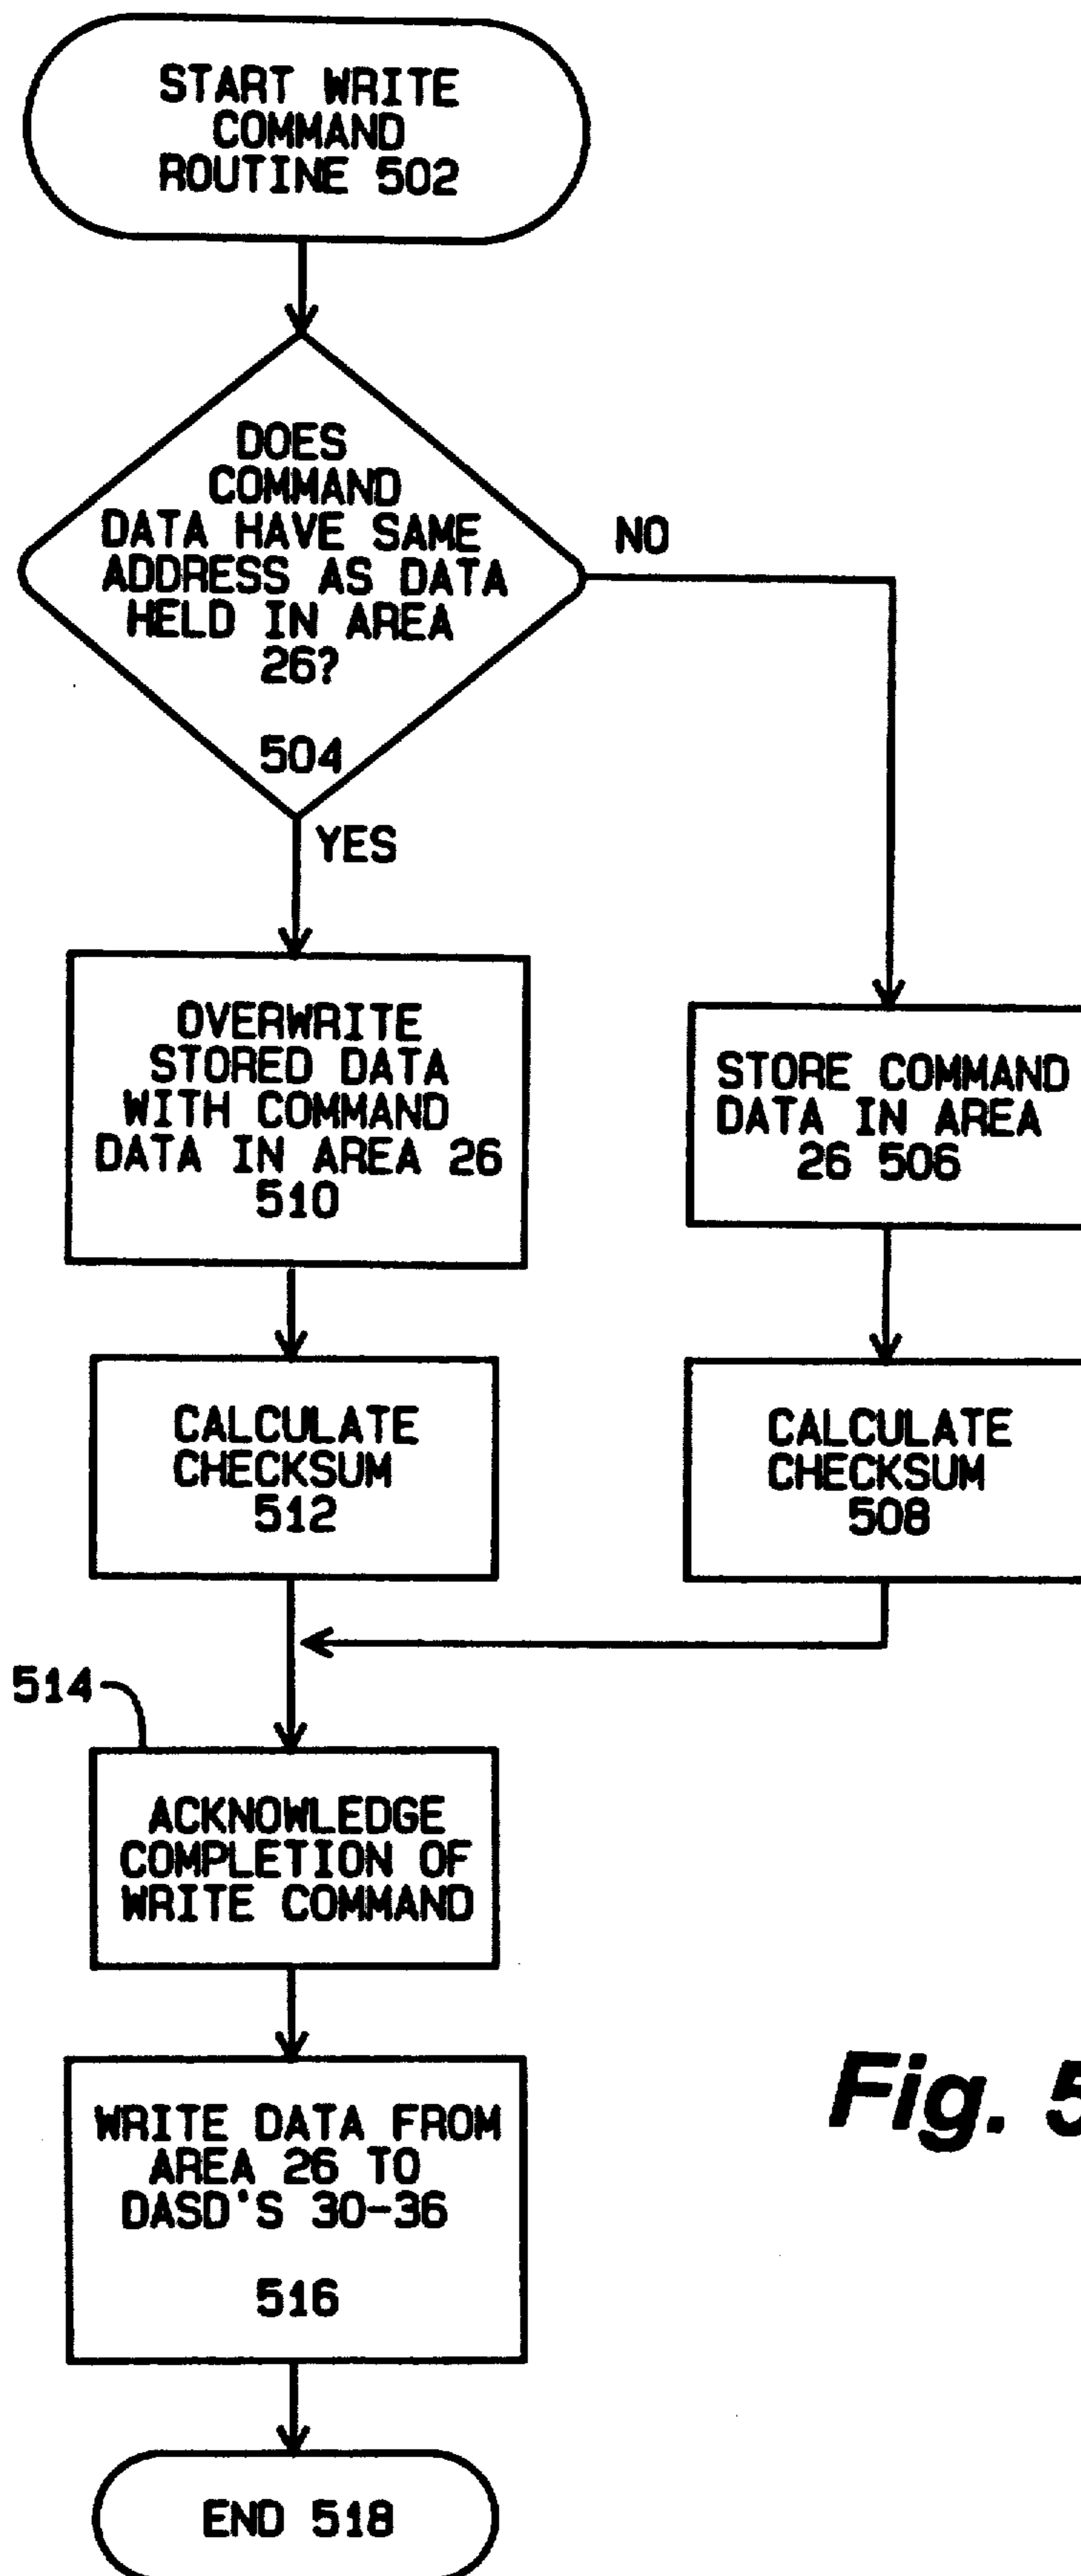 START WRITE
COMMAND
ROUTINE 502
DOES
COMMAND
DATA HAVE SAME
ADDRESS AS DATA
HELD IN AREA
26?
504
NO
YES
OVERWRITE
STORED DATA
WITH COMMAND
DATA IN AREA 26
510
STORE COMMAND
DATA IN AREA
26 506
CALCULATE
CHECKSUM
512
CALCULATE
CHECKSUM
508
514
ACKNOWLEDGE
COMPLETION OF
WRITE COMMAND
WRITE DATA FROM
AREA 26 TO
DASD'S 30-36
516
Fig. 5
END 518